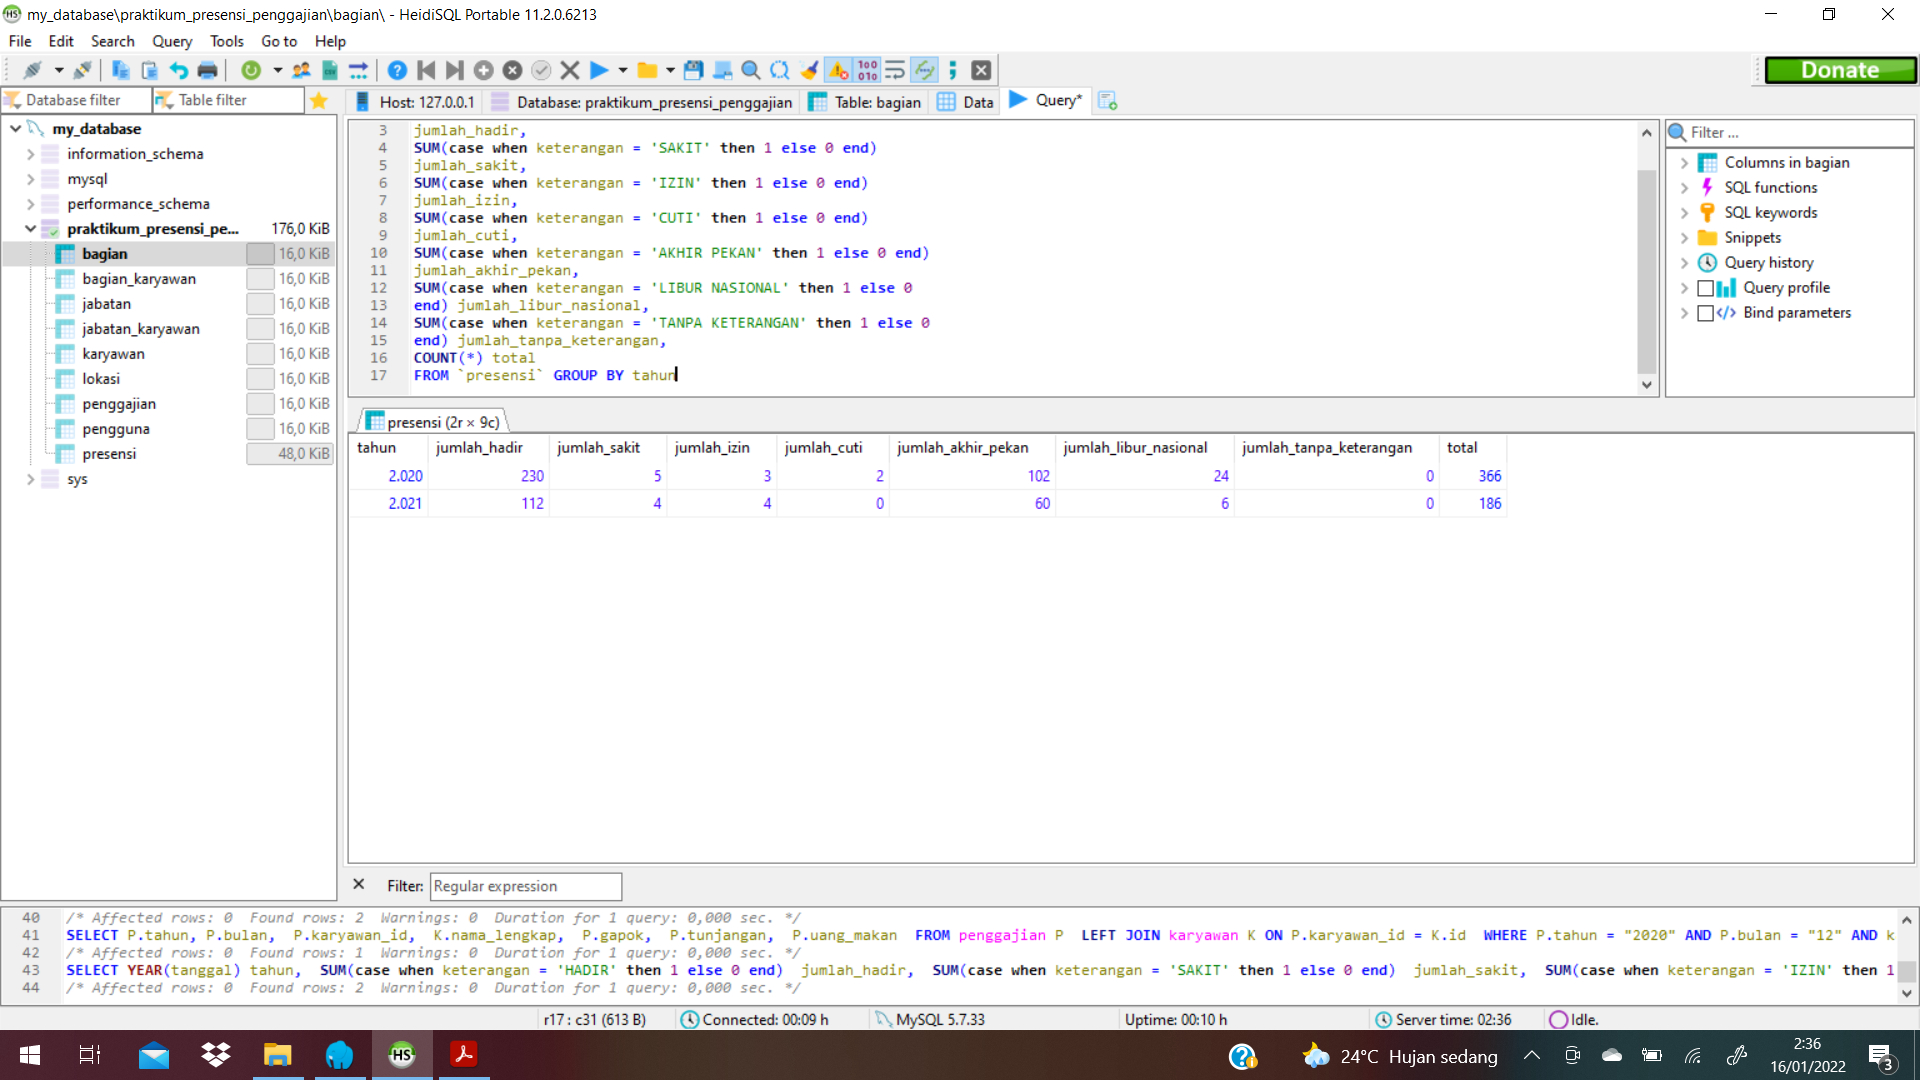 my_database\praktikum_presensi_penggajian\bagian\ - HeidiSQL Portable 11.2.0.6213
File Edit Search Query Tools Go to Help
Donate
Database filter Table filter
Host: 127.0.0.1 Database: praktikum_presensi_penggajian Table: bagian Data Query*
my_database
information_schema
mysql
performance_schema
praktikum_presensi_pe... 176,0 KiB
bagian 16,0 KiB
bagian_karyawan 16,0 KiB
jabatan 16,0 KiB
jabatan_karyawan 16,0 KiB
karyawan 16,0 KiB
lokasi 16,0 KiB
penggajian 16,0 KiB
pengguna 16,0 KiB
presensi 48,0 KiB
sys
3 jumlah_hadir,
4 SUM(case when keterangan = 'SAKIT' then 1 else 0 end)
5 jumlah_sakit,
6 SUM(case when keterangan = 'IZIN' then 1 else 0 end)
7 jumlah_izin,
8 SUM(case when keterangan = 'CUTI' then 1 else 0 end)
9 jumlah_cuti,
10 SUM(case when keterangan = 'AKHIR PEKAN' then 1 else 0 end)
11 jumlah_akhir_pekan,
12 SUM(case when keterangan = 'LIBUR NASIONAL' then 1 else 0
13 end) jumlah_libur_nasional,
14 SUM(case when keterangan = 'TANPA KETERANGAN' then 1 else 0
15 end) jumlah_tanpa_keterangan,
16 COUNT(*) total
17 FROM `presensi` GROUP BY tahun
Filter ...
Columns in bagian
SQL functions
SQL keywords
Snippets
Query history
Query profile
Bind parameters
presensi (2r × 9c)
tahun jumlah_hadir jumlah_sakit jumlah_izin jumlah_cuti jumlah_akhir_pekan jumlah_libur_nasional jumlah_tanpa_keterangan total
2.020 230 5 3 2 102 24 0 366
2.021 112 4 4 0 60 6 0 186
Filter: Regular expression
40 /* Affected rows: 0 Found rows: 2 Warnings: 0 Duration for 1 query: 0,000 sec. */
41 SELECT P.tahun, P.bulan, P.karyawan_id, K.nama_lengkap, P.gapok, P.tunjangan, P.uang_makan FROM penggajian P LEFT JOIN karyawan K ON P.karyawan_id = K.id WHERE P.tahun = "2020" AND P.bulan = "12" AND k
42 /* Affected rows: 0 Found rows: 1 Warnings: 0 Duration for 1 query: 0,000 sec. */
43 SELECT YEAR(tanggal) tahun, SUM(case when keterangan = 'HADIR' then 1 else 0 end) jumlah_hadir, SUM(case when keterangan = 'SAKIT' then 1 else 0 end) jumlah_sakit, SUM(case when keterangan = 'IZIN' then 1
44 /* Affected rows: 0 Found rows: 2 Warnings: 0 Duration for 1 query: 0,000 sec. */
r17 : c31 (613 B) Connected: 00:09 h MySQL 5.7.33 Uptime: 00:10 h Server time: 02:36 Idle.
HS
24°C Hujan sedang
2:36
16/01/2022
3